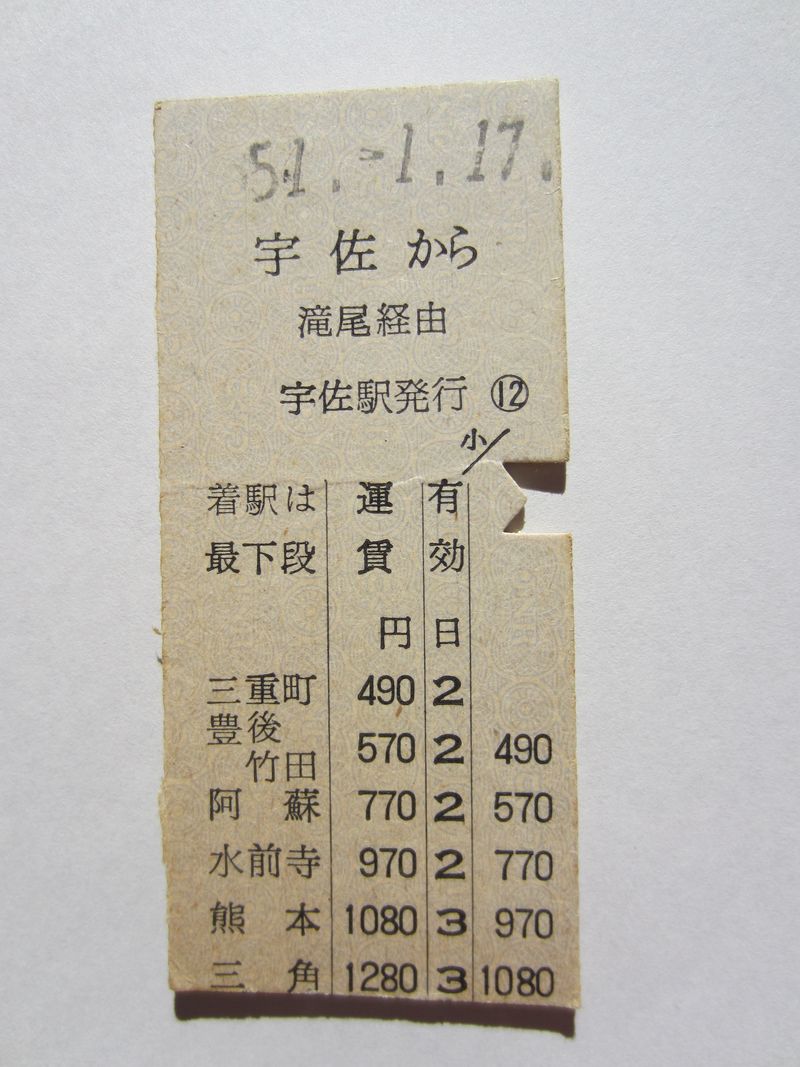 51.-1.17.
宇佐から
滝尾経由
宇佐駅発行 ⑫
小/
着駅は 運 有
最下段 賃 効
円 日
三重町 490 2
豊後竹田 570 2 490
阿蘇 770 2 570
水前寺 970 2 770
熊本 1080 3 970
三角 1280 3 1080